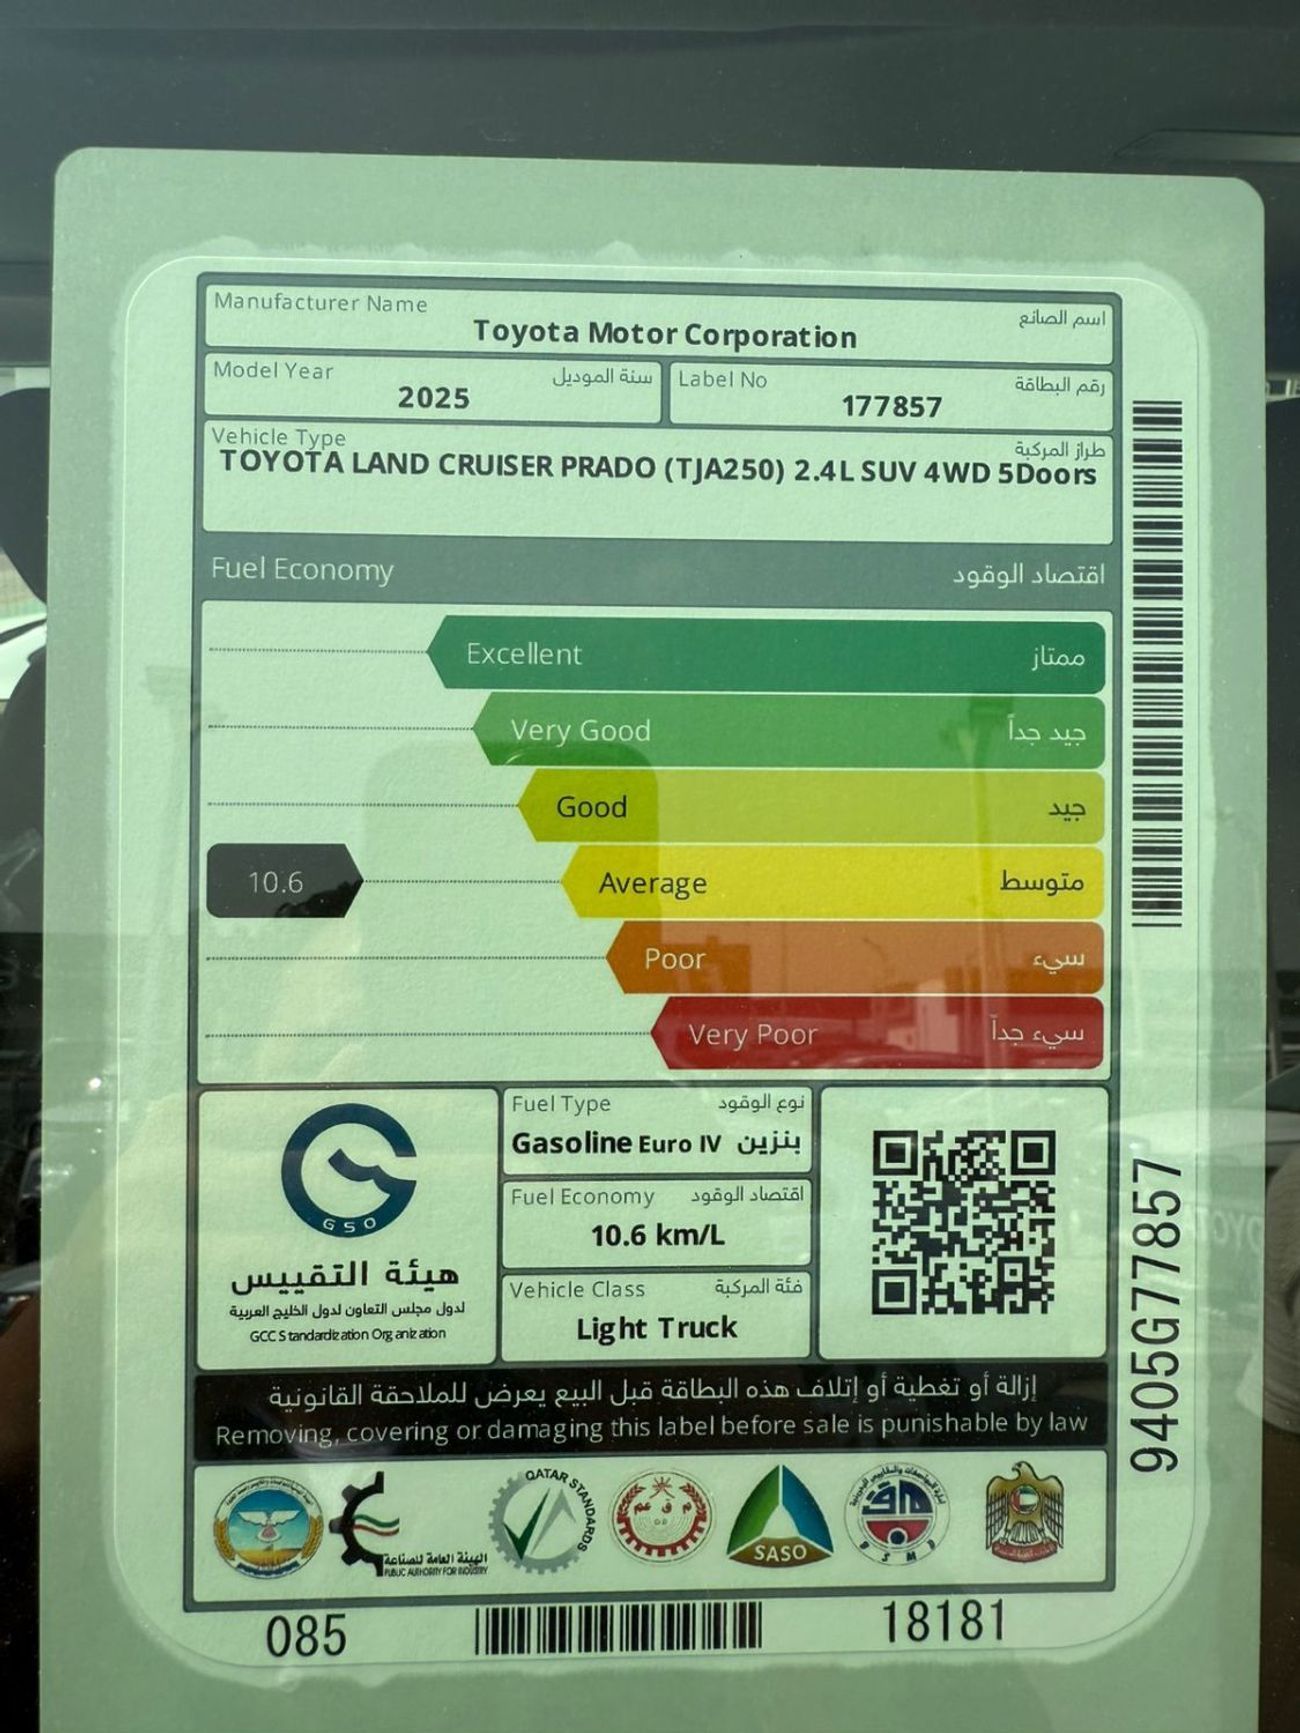 Manufacturer Name
اسم الصانع
Toyota Motor Corporation
Model Year
سنة الموديل
2025
Label No
رقم البطاقة
177857
Vehicle Type
طراز المركبة
TOYOTA LAND CRUISER PRADO (TJA250) 2.4L SUV 4WD 5Doors
Fuel Economy
اقتصاد الوقود
Excellent
ممتاز
Very Good
جيد جداً
Good
جيد
10.6
Average
متوسط
Poor
سيء
Very Poor
سيء جداً
GSO
هيئة التقييس
لدول مجلس التعاون لدول الخليج العربية
GCC Standardization Organization
Fuel Type
نوع الوقود
Gasoline Euro IV بنزين
Fuel Economy
اقتصاد الوقود
10.6 km/L
Vehicle Class
فئة المركبة
Light Truck
9405G77857
إزالة أو تغطية أو إتلاف هذه البطاقة قبل البيع يعرض للملاحقة القانونية
Removing, covering or damaging this label before sale is punishable by law
الهيئة العامة للصناعة
PUBLIC AUTHORITY FOR INDUSTRY
QATAR STANDARDS
SASO
BSMD
085
18181